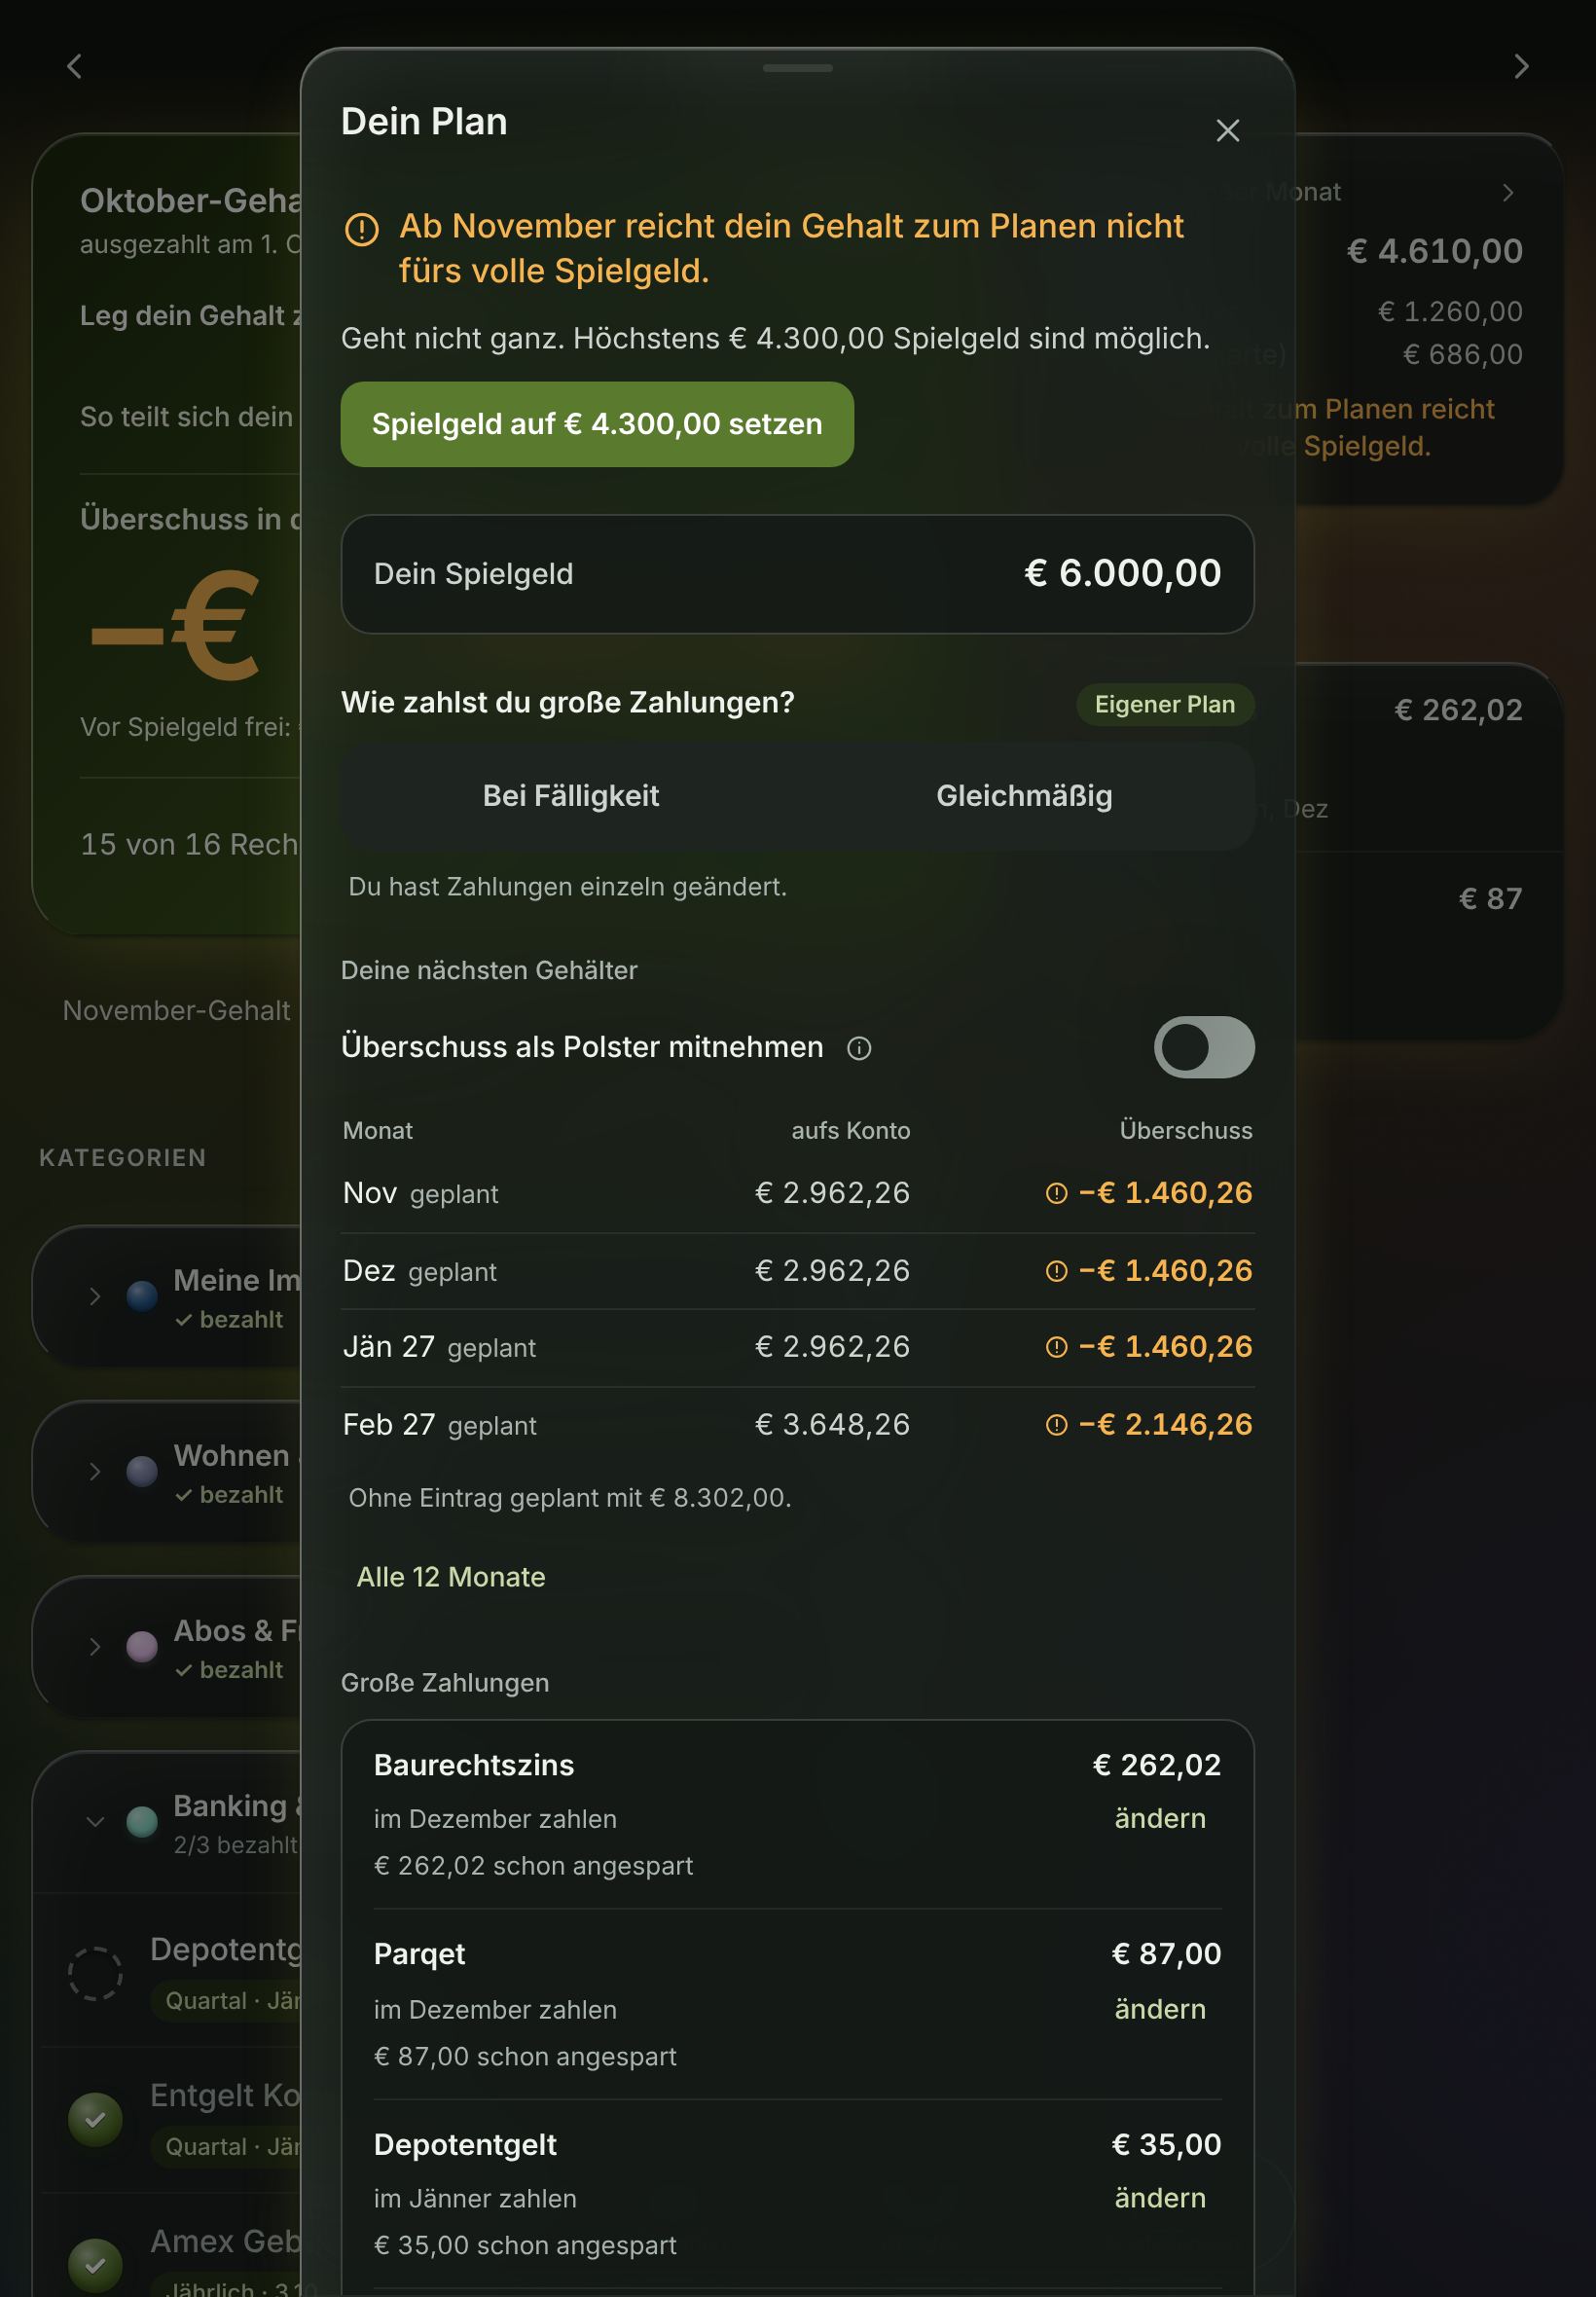 Dein Plan
Ab November reicht dein Gehalt zum Planen nicht
fürs volle Spielgeld.
Geht nicht ganz. Höchstens € 4.300,00 Spielgeld sind möglich.
Spielgeld auf € 4.300,00 setzen
Dein Spielgeld € 6.000,00
Wie zahlst du große Zahlungen? Eigener Plan
Bei Fälligkeit Gleichmäßig
Du hast Zahlungen einzeln geändert.
Deine nächsten Gehälter
Überschuss als Polster mitnehmen
Monat aufs Konto Überschuss
Nov geplant € 2.962,26 –€ 1.460,26
Dez geplant € 2.962,26 –€ 1.460,26
Jän 27 geplant € 2.962,26 –€ 1.460,26
Feb 27 geplant € 3.648,26 –€ 2.146,26
Ohne Eintrag geplant mit € 8.302,00.
Alle 12 Monate
Große Zahlungen
Baurechtszins € 262,02
im Dezember zahlen ändern
€ 262,02 schon angespart
Parqet € 87,00
im Dezember zahlen ändern
€ 87,00 schon angespart
Depotentgelt € 35,00
im Jänner zahlen ändern
€ 35,00 schon angespart
Oktober-Geha
ausgezahlt am 1. O
Leg dein Gehalt z
So teilt sich dein
Überschuss in d
–€
Vor Spielgeld frei:
15 von 16 Rech
November-Gehalt
KATEGORIEN
Meine Im
✓ bezahlt
Wohnen
✓ bezahlt
Abos & F
✓ bezahlt
Banking &
2/3 bezahlt
Depotentg
Quartal · Jän
Entgelt Ko
Quartal · Jän
Amex Geb
Jährlich · 3
Monat
€ 4.610,00
€ 1.260,00
€ 686,00
zum Planen reicht
volle Spielgeld.
€ 262,02
Dez
€ 87